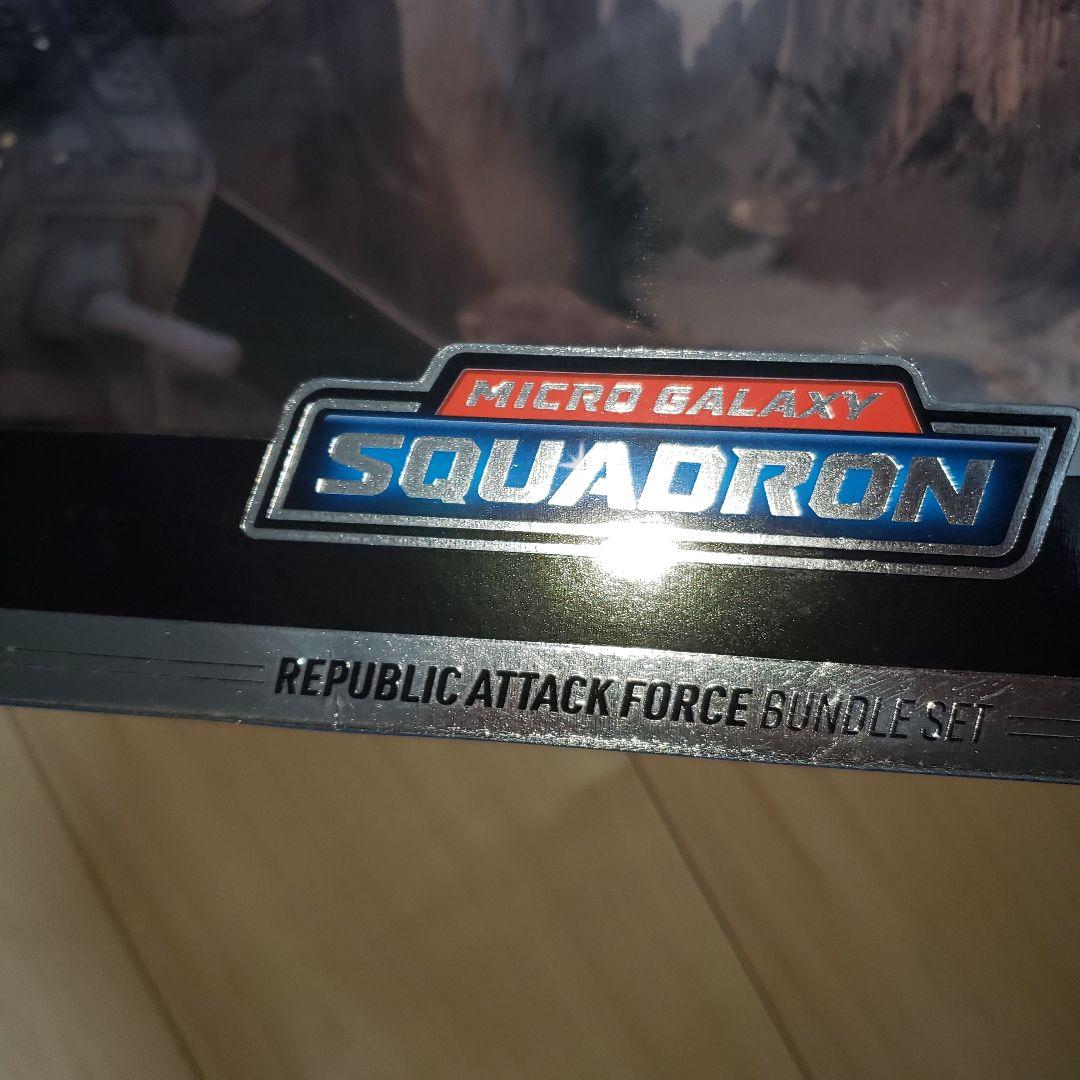 MICRO GALAXY
SQUADRON
REPUBLIC ATTACK FORCE BUNDLE SET